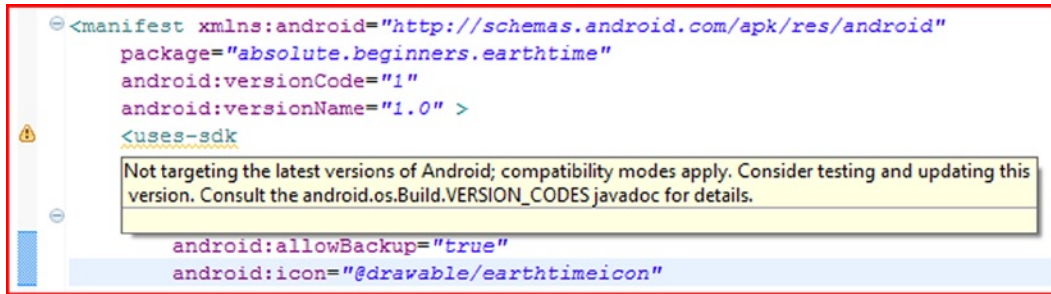 <manifest xmlns:android="http://schemas.android.com/apk/res/android"
package="absolute.beginners.earthtime"
android:versionCode="1"
android:versionName="1.0" >
<uses-sdk
Not targeting the latest versions of Android; compatibility modes apply. Consider testing and updating this
version. Consult the android.os.Build.VERSION_CODES javadoc for details.
android:allowBackup="true"
android:icon="@drawable/earthtimeicon"